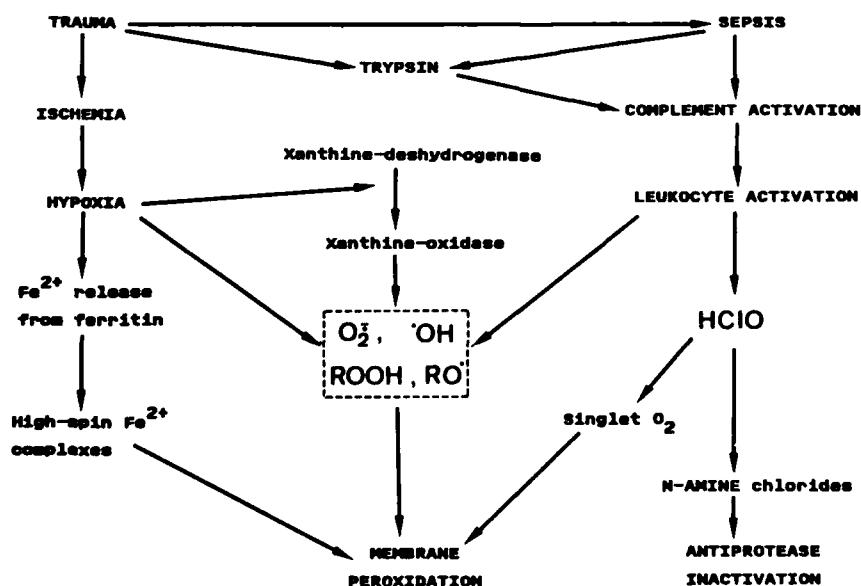 TRAUMA SEPSIS
TRYPSIN
ISCHEMIA COMPLEMENT ACTIVATION
Xanthine-deshydrogenase
HYPOXIA LEUKOCYTE ACTIVATION
Xanthine-oxidase
Fe²⁺ release
from ferritin
O₂⁻̇, ˙OH
HClO
ROOH, RO˙
High-spin Fe²⁺
complexes
Singlet O₂
N-AMINE chlorides
MEMBRANE
PEROXIDATION
ANTIPROTEASE
INACTIVATION